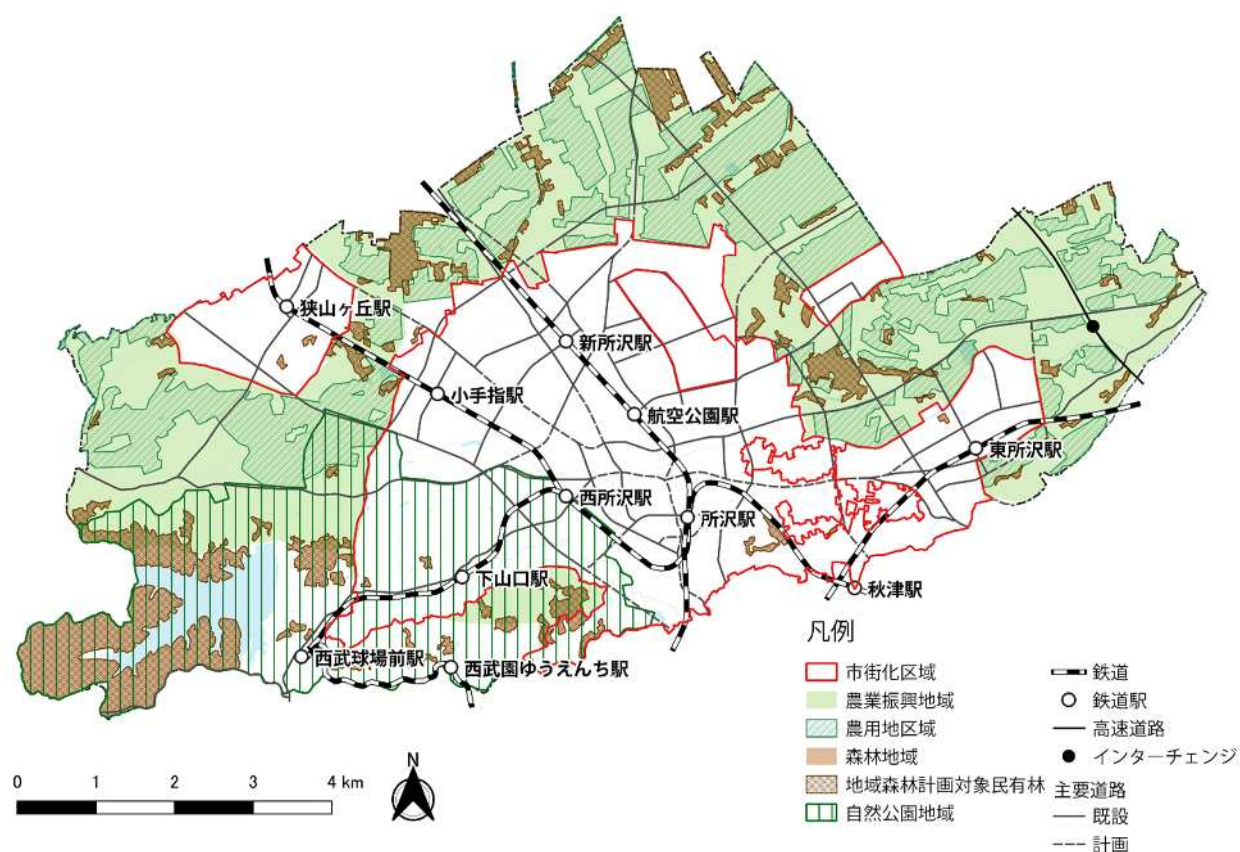 狭山ヶ丘駅
新所沢駅
小手指駅
航空公園駅
東所沢駅
西所沢駅
所沢駅
下山口駅
秋津駅
西武球場前駅
西武園ゆうえんち駅
凡例
市街化区域
農業振興地域
農用地区域
森林地域
地域森林計画対象民有林
自然公園地域
鉄道
鉄道駅
高速道路
インターチェンジ
主要道路
既設
計画
0 1 2 3 4 km
N